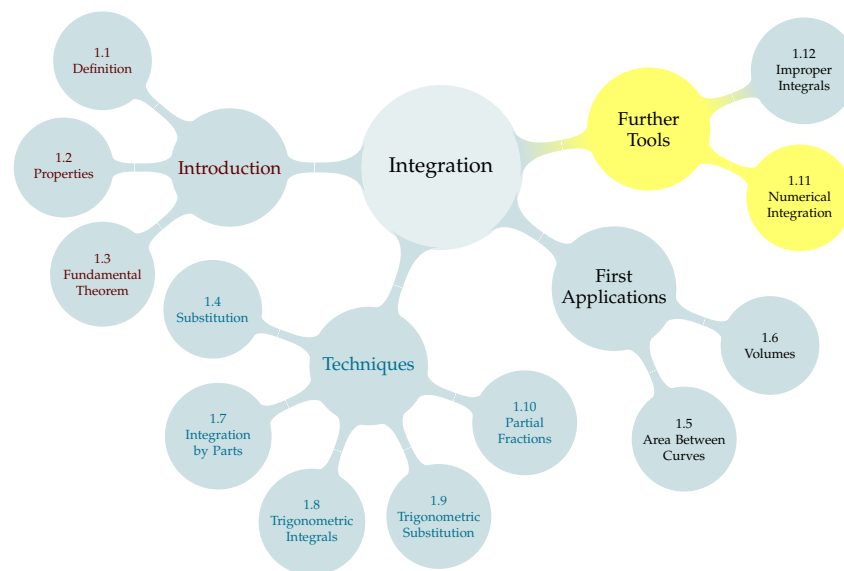 Integration
Introduction
1.1
Definition
1.2
Properties
1.3
Fundamental
Theorem
Techniques
1.4
Substitution
1.7
Integration
by Parts
1.8
Trigonometric
Integrals
1.9
Trigonometric
Substitution
1.10
Partial
Fractions
First
Applications
1.5
Area Between
Curves
1.6
Volumes
Further
Tools
1.11
Numerical
Integration
1.12
Improper
Integrals